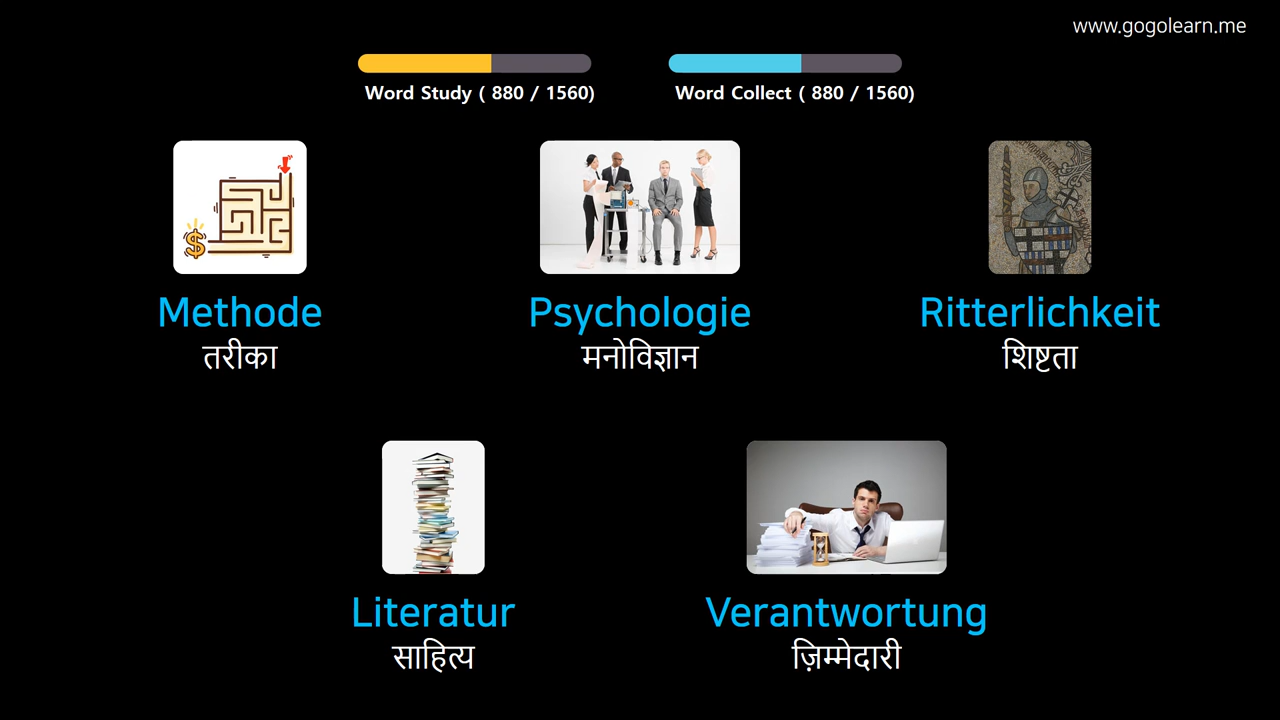 www.gogolearn.me
Word Study ( 880 / 1560)
Word Collect ( 880 / 1560)
Methode
तरीका
Psychologie
मनोविज्ञान
Ritterlichkeit
शिष्टता
Literatur
साहित्य
Verantwortung
ज़िम्मेदारी